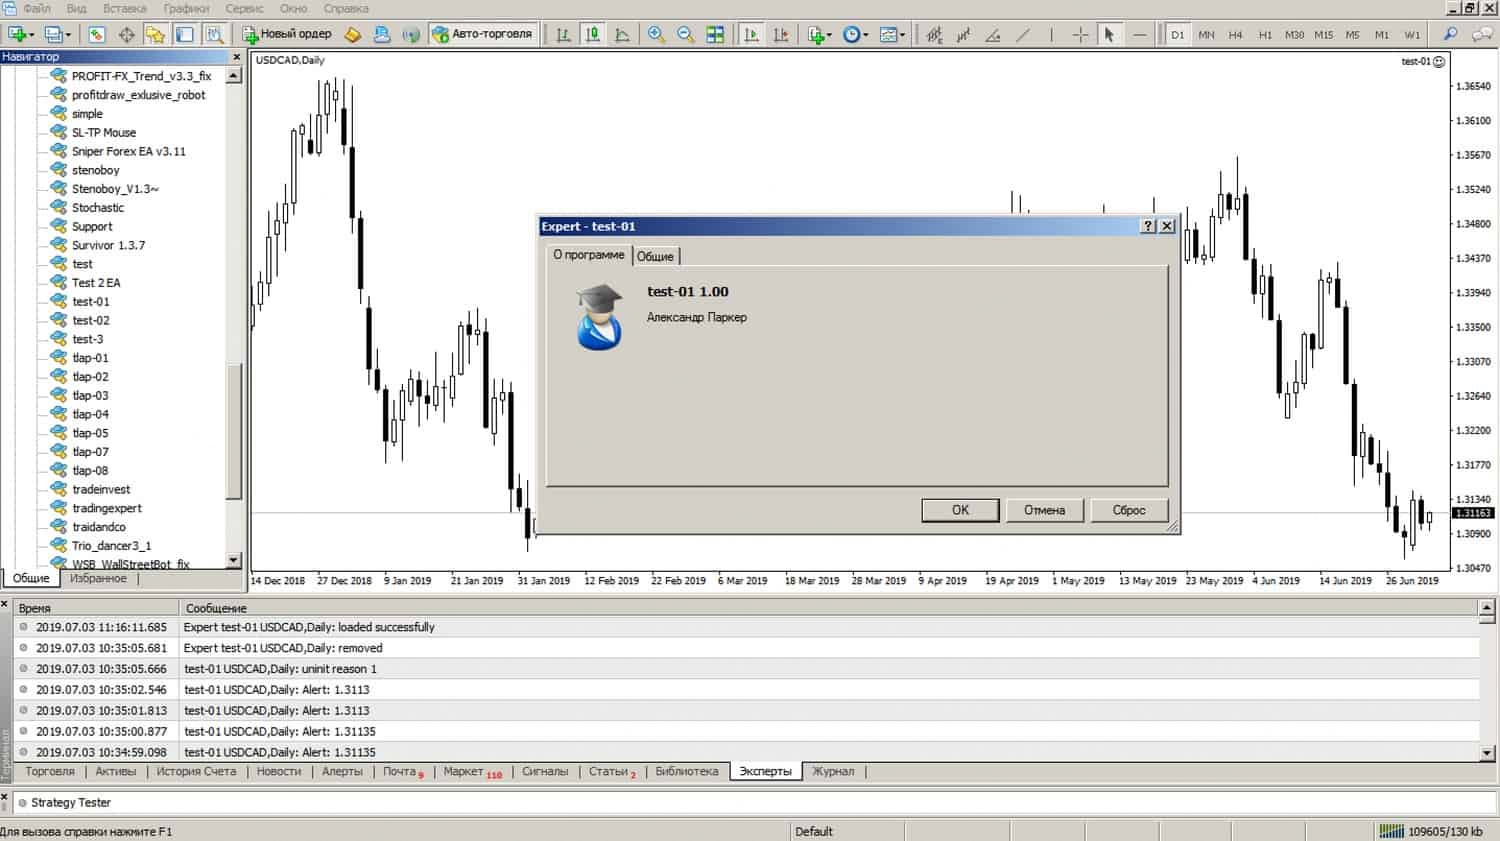 Файл Вид Вставка Графики Сервис Окно Справка
Новый ордер Авто-торговля D1 MN H4 H1 M30 M15 M5 M1 W1
Навигатор
PROFIT-FX_Trend_v3.3_fix
profitdraw_exlusive_robot
simple
SL-TP Mouse
Sniper Forex EA v3.11
stenoboy
Stenoboy_V1.3~
Stochastic
Support
Survivor 1.3.7
test
Test 2 EA
test-01
test-02
test-3
tlap-01
tlap-02
tlap-03
tlap-04
tlap-05
tlap-07
tlap-08
tradeinvest
tradingexpert
traidandco
Trio_dancer3_1
WSB_WallStreetBot_fix
Общие Избранное
USDCAD,Daily
test-01
1.36540
1.36100
1.35670
1.35240
1.34800
1.34370
1.33940
1.33500
1.33070
1.32640
1.32200
1.31770
1.31340
1.31163
1.30900
1.30470
Expert - test-01
О программе Общие
test-01 1.00
Александр Паркер
OK Отмена Сброс
14 Dec 2018 27 Dec 2018 9 Jan 2019 21 Jan 2019 31 Jan 2019 12 Feb 2019 22 Feb 2019 6 Mar 2019 18 Mar 2019 28 Mar 2019 9 Apr 2019 19 Apr 2019 1 May 2019 13 May 2019 23 May 2019 4 Jun 2019 14 Jun 2019 26 Jun 2019
Время Сообщение
2019.07.03 11:16:11.685 Expert test-01 USDCAD,Daily: loaded successfully
2019.07.03 10:35:05.681 Expert test-01 USDCAD,Daily: removed
2019.07.03 10:35:05.666 test-01 USDCAD,Daily: uninit reason 1
2019.07.03 10:35:02.546 test-01 USDCAD,Daily: Alert: 1.3113
2019.07.03 10:35:01.813 test-01 USDCAD,Daily: Alert: 1.3113
2019.07.03 10:35:00.877 test-01 USDCAD,Daily: Alert: 1.31135
2019.07.03 10:34:59.098 test-01 USDCAD,Daily: Alert: 1.31135
Терминал
Торговля Активы История Счета Новости Алерты Почта 9 Маркет 110 Сигналы Статьи 2 Библиотека Эксперты Журнал
Strategy Tester
Для вызова справки нажмите F1 Default 109605/130 kb